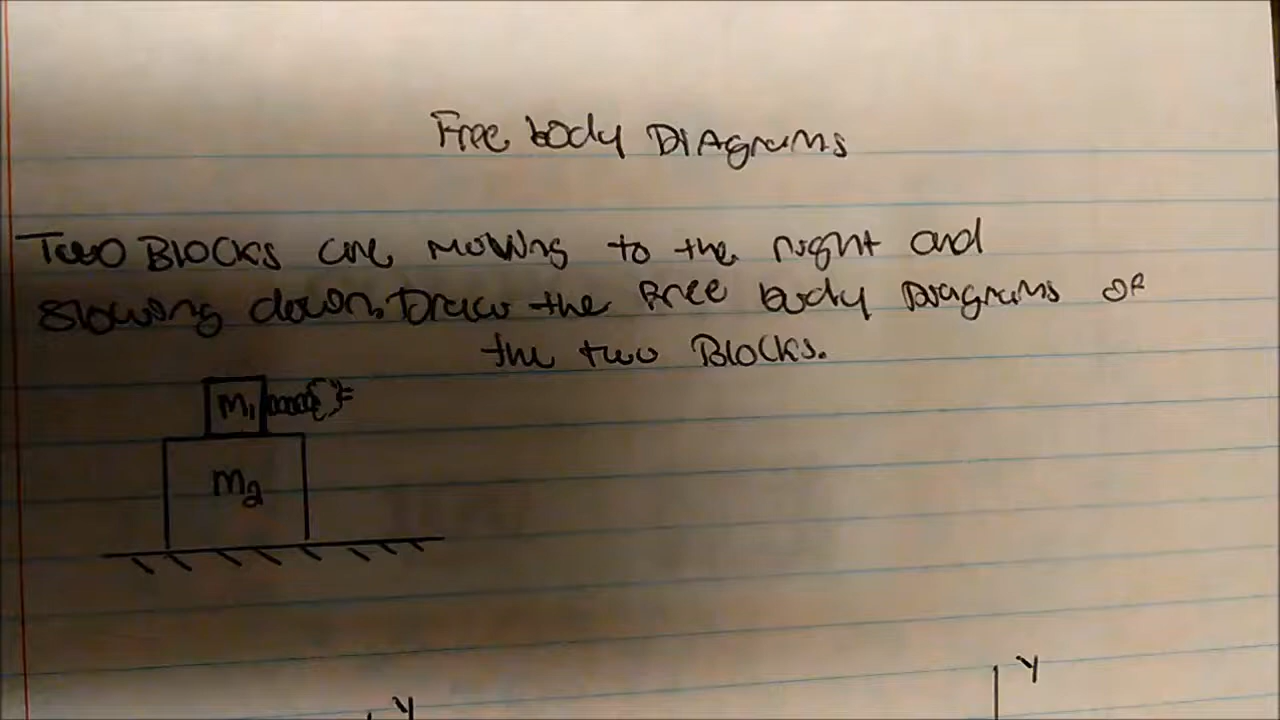 Free body DIAgrams
Two BLOCKS are moving to the right and
slowing down. Draw the Free body Diagrams OF
the two BLOCKS.
m1
m2
y
y